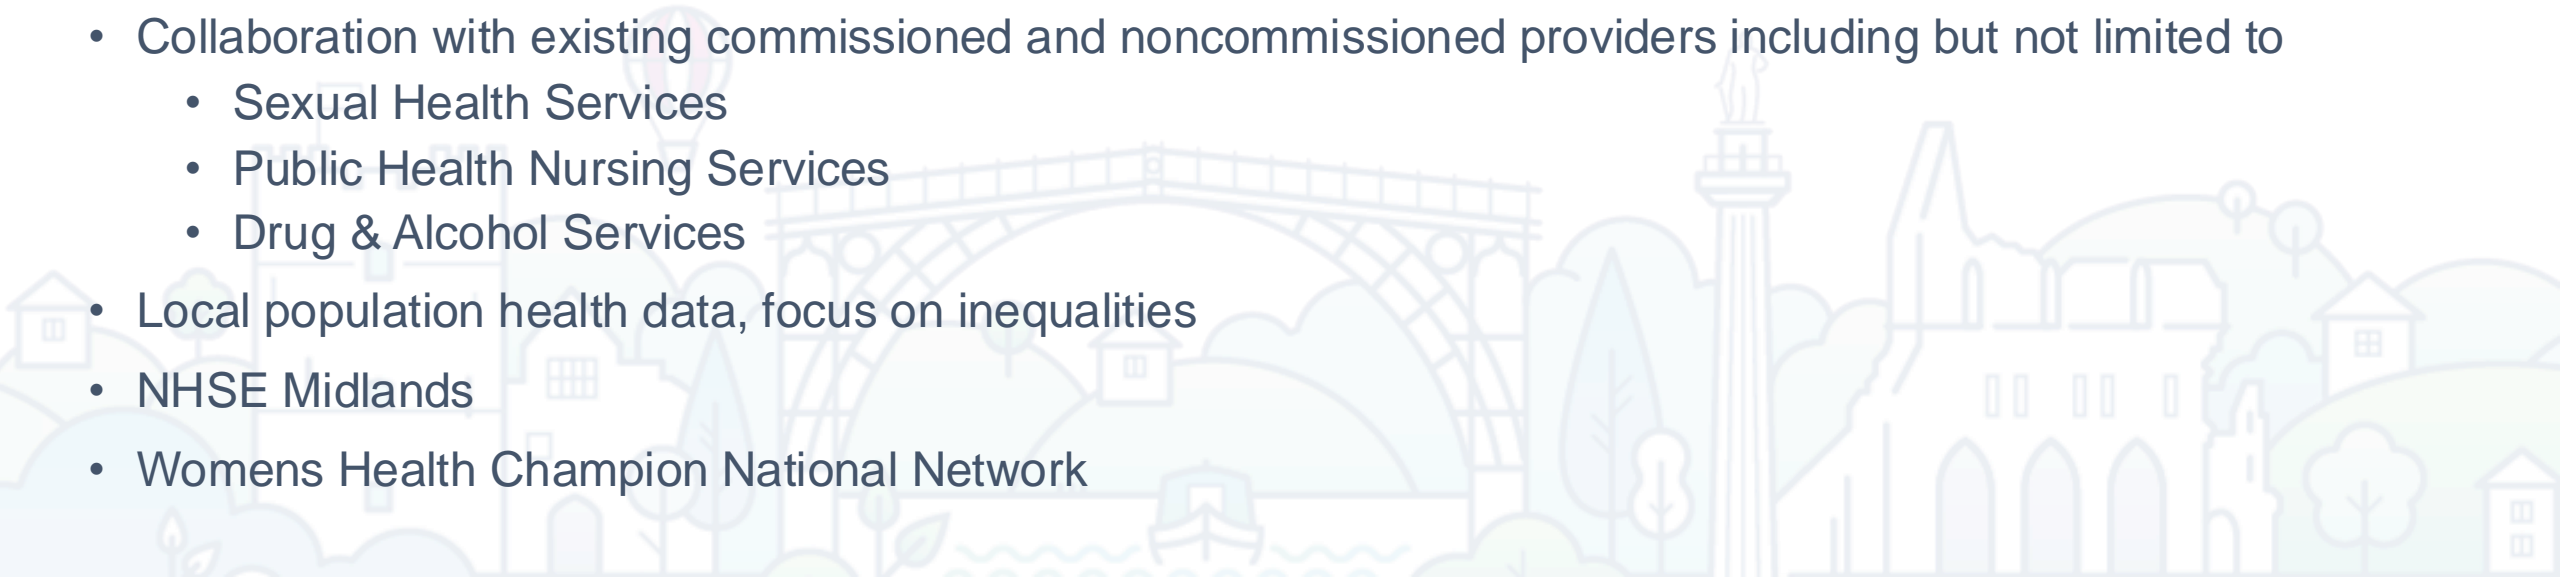 • Collaboration with existing commissioned and noncommissioned providers including but not limited to
• Sexual Health Services
• Public Health Nursing Services
• Drug & Alcohol Services
• Local population health data, focus on inequalities
• NHSE Midlands
• Womens Health Champion National Network